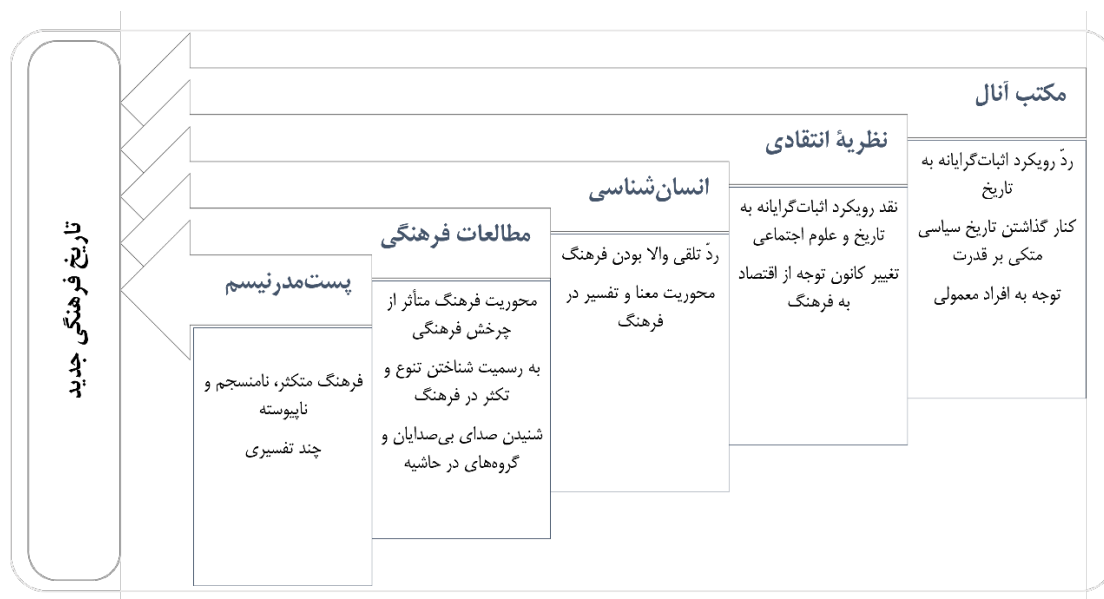 مکتب آنال
ردّ رویکرد اثبات‌گرایانه به
تاریخ
کنار گذاشتن تاریخ سیاسی
متکی بر قدرت
توجه به افراد معمولی
نظریهٔ انتقادی
نقد رویکرد اثبات‌گرایانه به
تاریخ و علوم اجتماعی
تغییر کانون توجه از اقتصاد
به فرهنگ
انسان‌شناسی
ردّ تلقی والا بودن فرهنگ
محوریت معنا و تفسیر در
فرهنگ
مطالعات فرهنگی
محوریت فرهنگ متأثر از
چرخش فرهنگی
به رسمیت شناختن تنوع و
تکثر در فرهنگ
شنیدن صدای بی‌صدایان و
گروه‌های در حاشیه
پست‌مدرنیسم
فرهنگ متکثر، نامنسجم و
ناپیوسته
چند تفسیری
تاریخ فرهنگی جدید